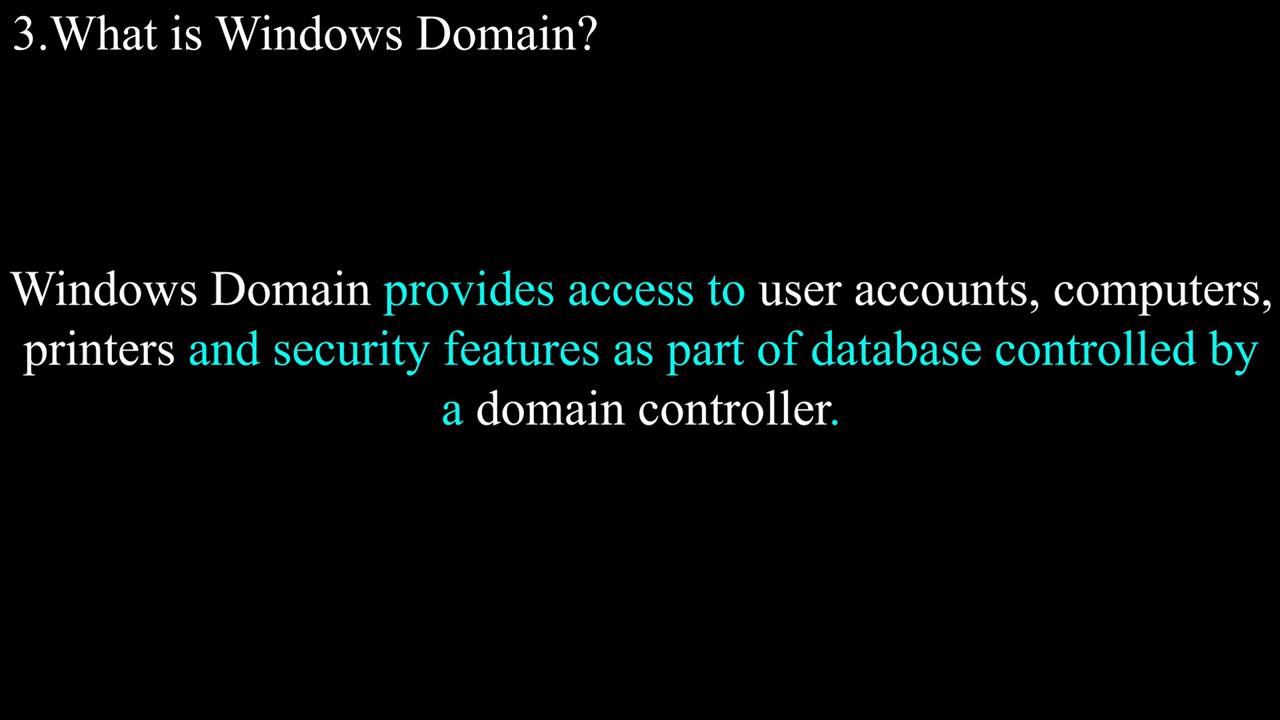 3.What is Windows Domain?
Windows Domain provides access to user accounts, computers,
printers and security features as part of database controlled by
a domain controller.